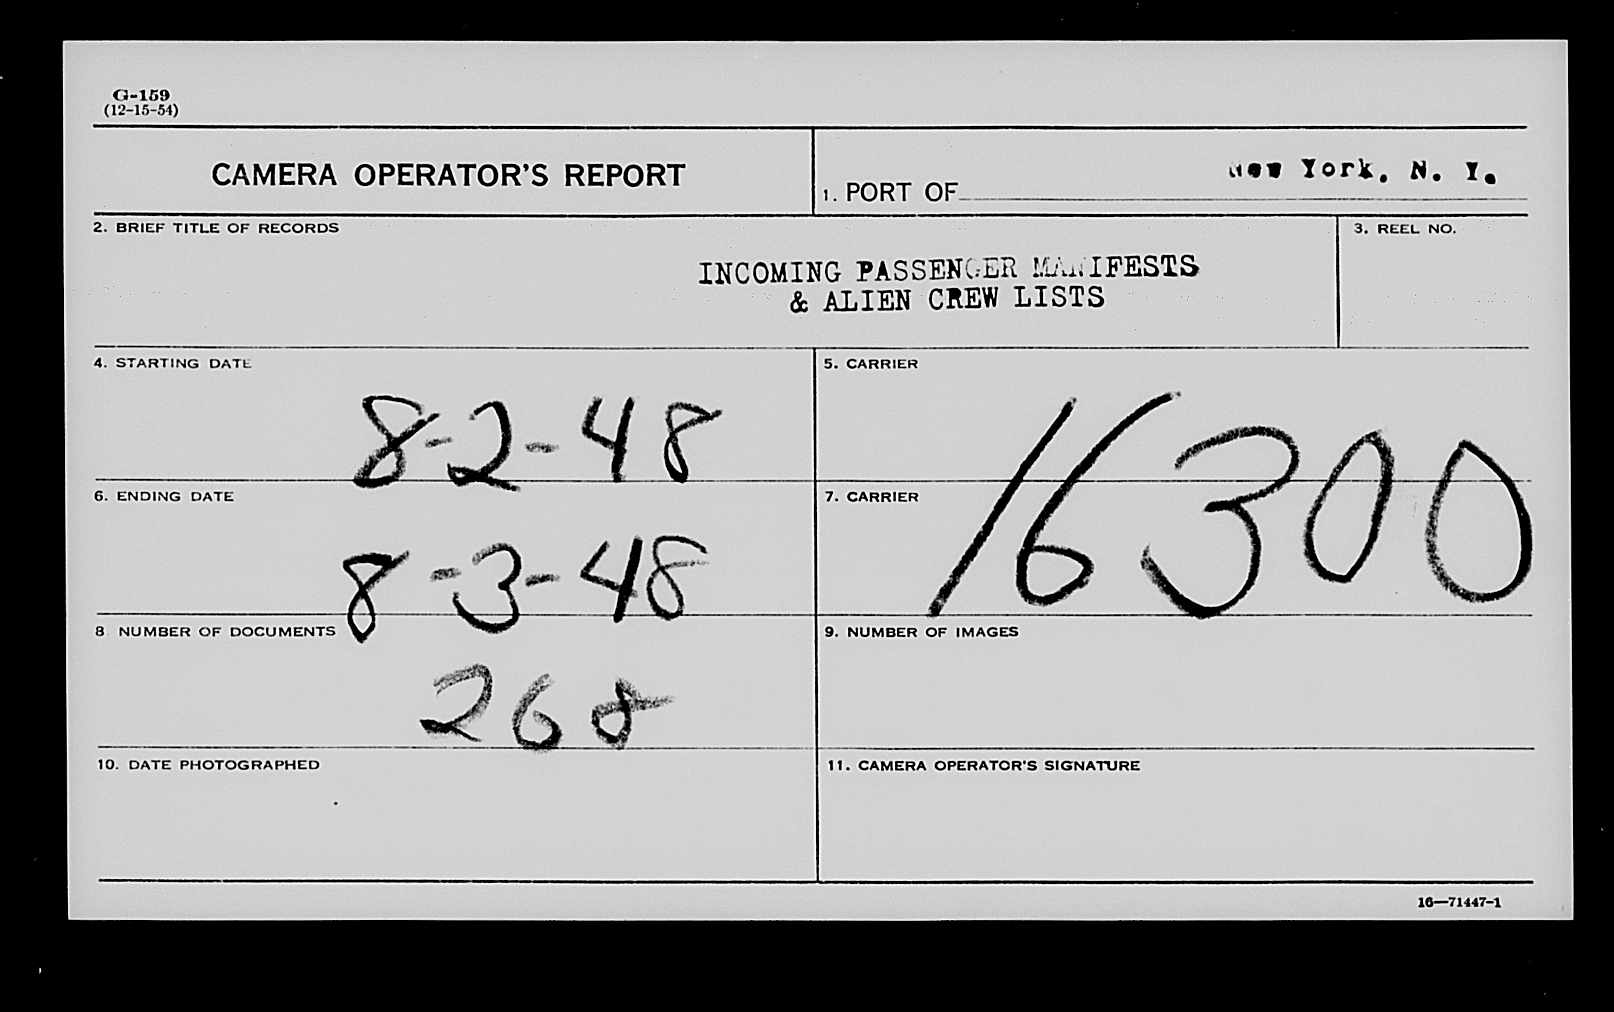 G-159
(12-15-54)
CAMERA OPERATOR'S REPORT
1. PORT OF New York, N. Y.
2. BRIEF TITLE OF RECORDS
INCOMING PASSENGER MANIFESTS
& ALIEN CREW LISTS
3. REEL NO.
4. STARTING DATE
8-2-48
5. CARRIER
6. ENDING DATE
8-3-48
7. CARRIER
16300
8 NUMBER OF DOCUMENTS
268
9. NUMBER OF IMAGES
10. DATE PHOTOGRAPHED
11. CAMERA OPERATOR'S SIGNATURE
16—71447-1